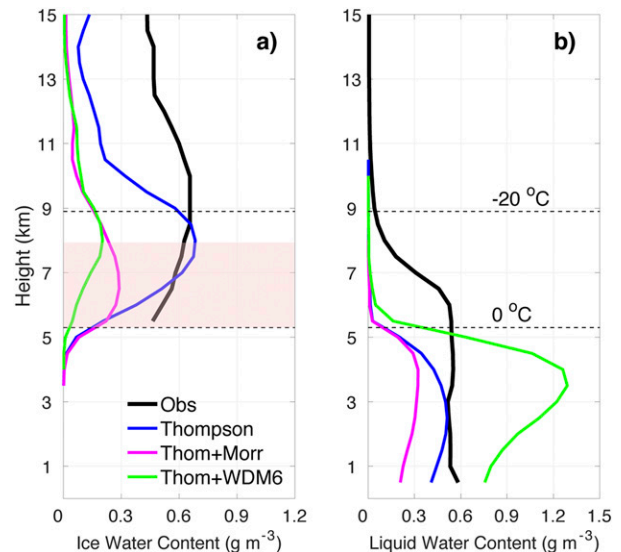 a)
b)
15
13
11
9
7
5
3
1
Height (km)
Obs
Thompson
Thom+Morr
Thom+WDM6
0 0.3 0.6 0.9 1.2
Ice Water Content (g m⁻³)
15
13
11
9
7
5
3
1
-20 °C
0 °C
0 0.3 0.6 0.9 1.2 1.5
Liquid Water Content (g m⁻³)